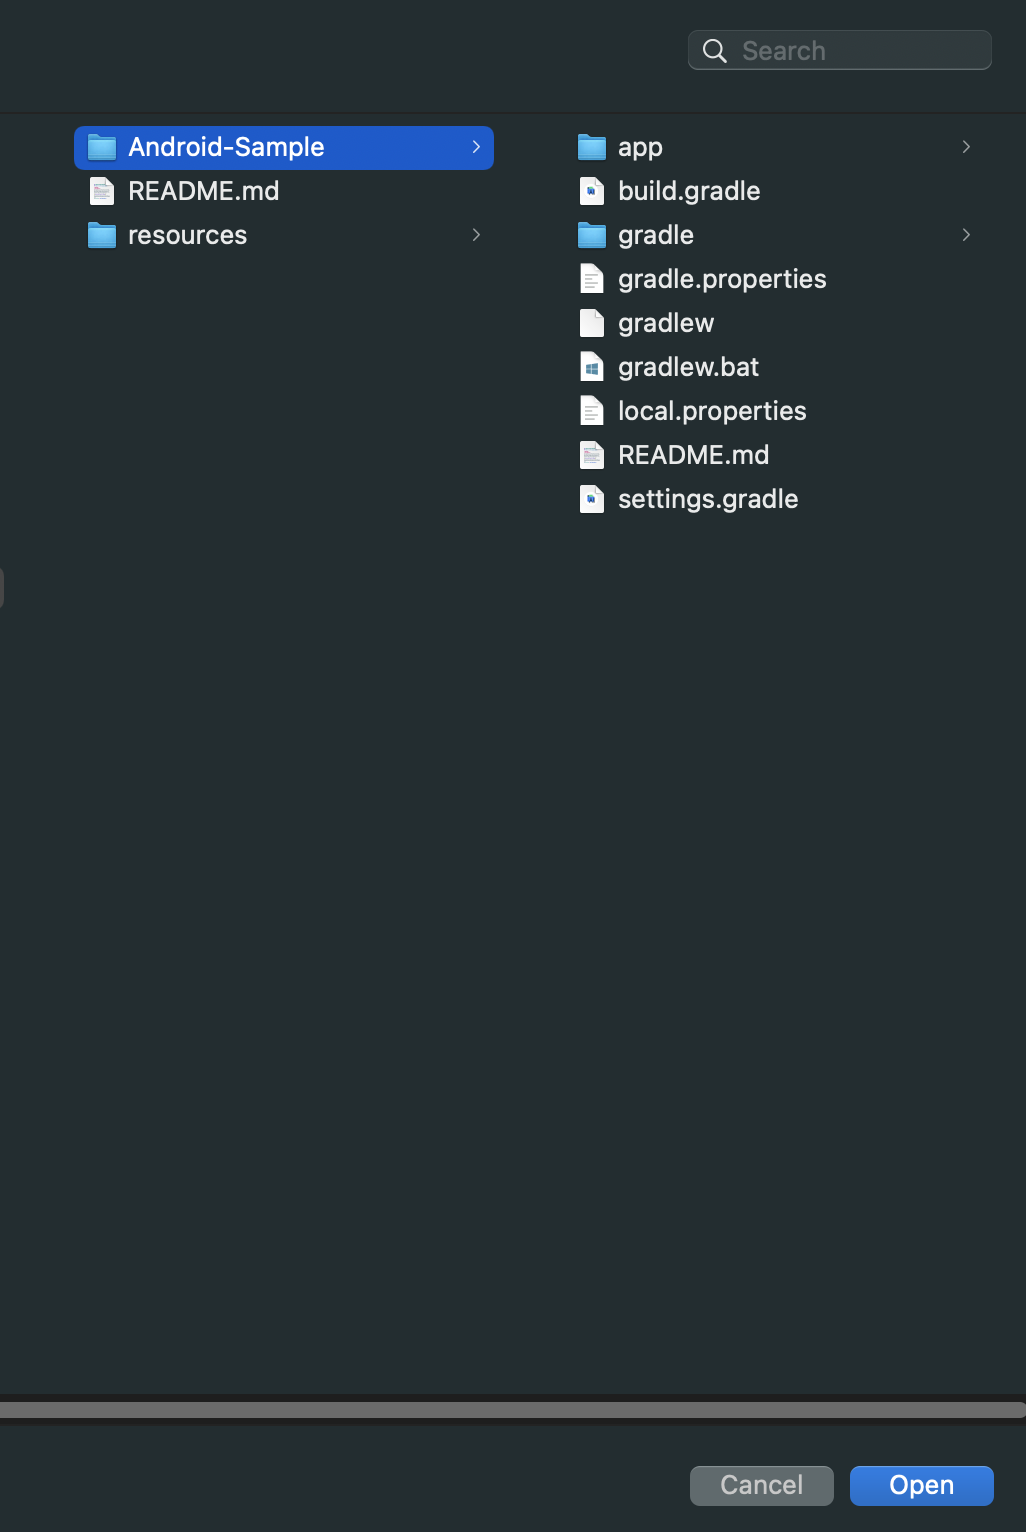 Search
Android-Sample
README.md
resources
app
build.gradle
gradle
gradle.properties
gradlew
gradlew.bat
local.properties
README.md
settings.gradle
Cancel
Open